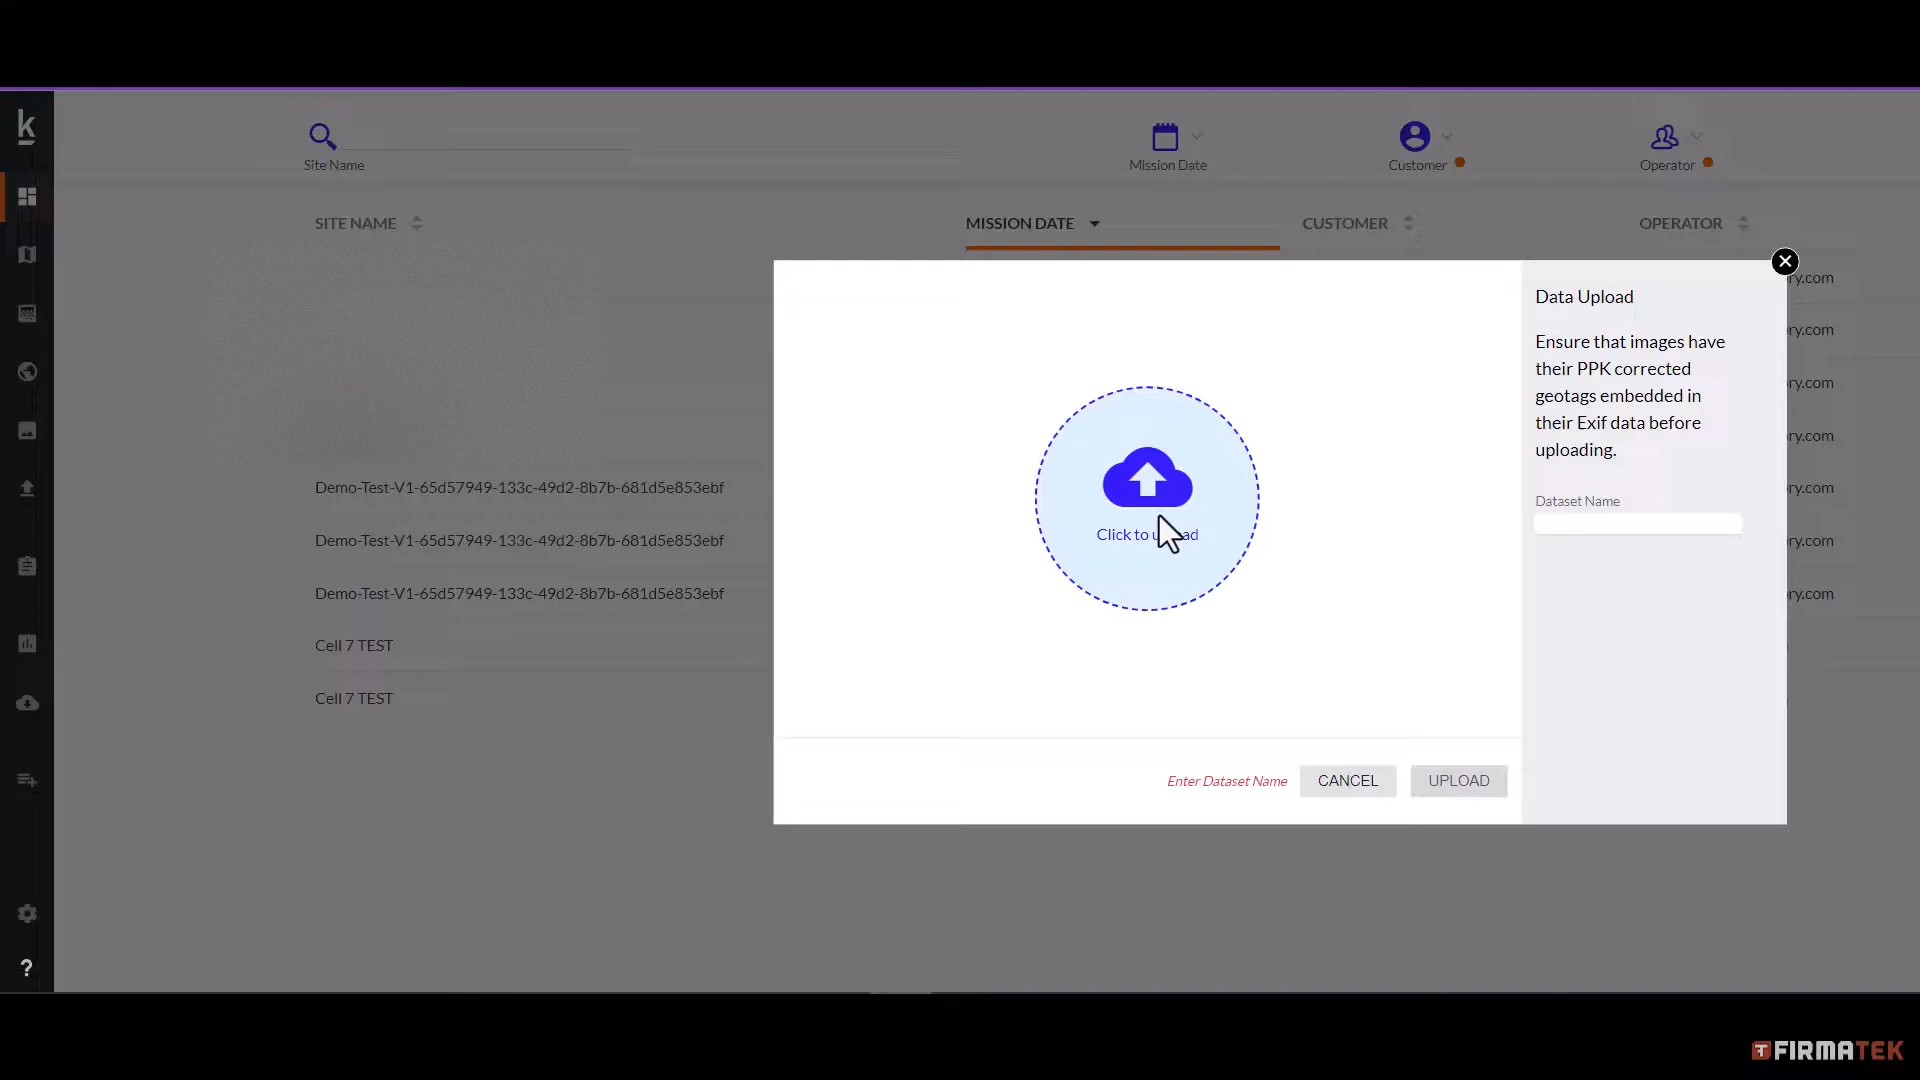 k
Site Name
Mission Date
Customer
Operator
SITE NAME
MISSION DATE
CUSTOMER
OPERATOR
ry.com
Data Upload
ry.com
Ensure that images have
their PPK corrected
geotags embedded in
their Exif data before
uploading.
ry.com
ry.com
Demo-Test-V1-65d57949-133c-49d2-8b7b-681d5e853ebf
ry.com
Dataset Name
Click to
Demo-Test-V1-65d57949-133c-49d2-8b7b-681d5e853ebf
ry.com
Demo-Test-V1-65d57949-133c-49d2-8b7b-681d5e853ebf
ry.com
Cell 7 TEST
Cell 7 TEST
Enter Dataset Name
CANCEL
UPLOAD
?
FIRMATEK